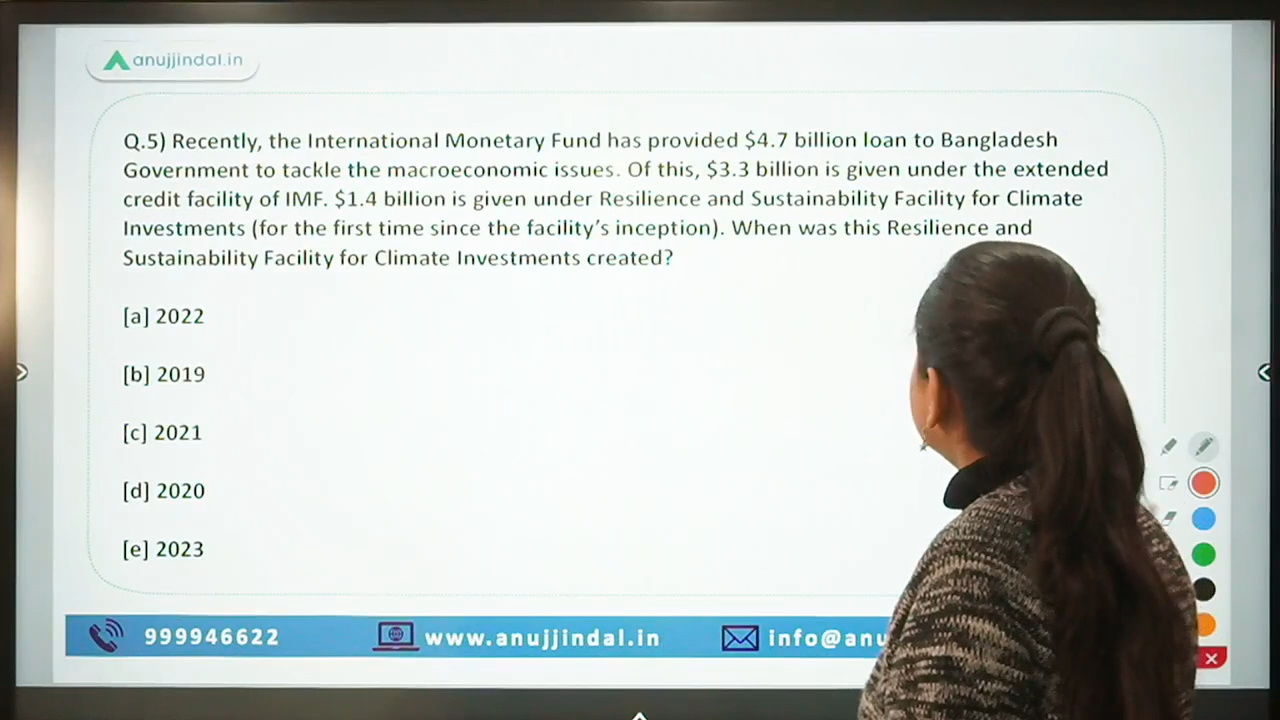 anujjindal.in
Q.5) Recently, the International Monetary Fund has provided $4.7 billion loan to Bangladesh
Government to tackle the macroeconomic issues. Of this, $3.3 billion is given under the extended
credit facility of IMF. $1.4 billion is given under Resilience and Sustainability Facility for Climate
Investments (for the first time since the facility's inception). When was this Resilience and
Sustainability Facility for Climate Investments created?
[a] 2022
[b] 2019
[c] 2021
[d] 2020
[e] 2023
999946622 www.anujjindal.in info@anu